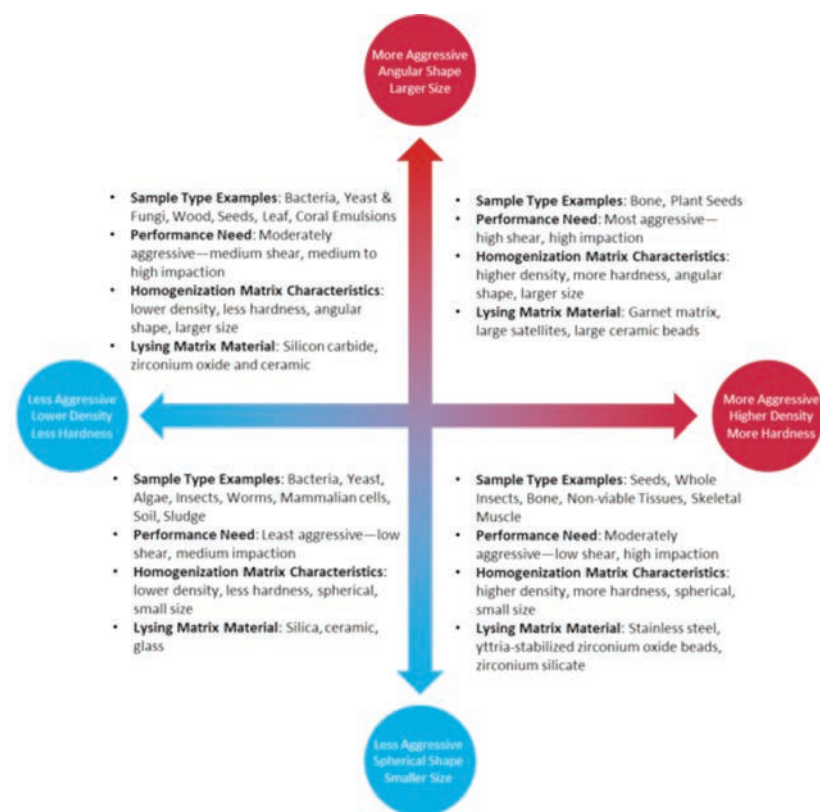 More Aggressive
Angular Shape
Larger Size
• Sample Type Examples: Bacteria, Yeast &
Fungi, Wood, Seeds, Leaf, Coral Emulsions
• Performance Need: Moderately
aggressive—medium shear, medium to
high impaction
• Homogenization Matrix Characteristics:
lower density, less hardness, angular
shape, larger size
• Lysing Matrix Material: Silicon carbide,
zirconium oxide and ceramic
• Sample Type Examples: Bone, Plant Seeds
• Performance Need: Most aggressive—
high shear, high impaction
• Homogenization Matrix Characteristics:
higher density, more hardness, angular
shape, larger size
• Lysing Matrix Material: Garnet matrix,
large satellites, large ceramic beads
Less Aggressive
Lower Density
Less Hardness
More Aggressive
Higher Density
More Hardness
• Sample Type Examples: Bacteria, Yeast,
Algae, Insects, Worms, Mammalian cells,
Soil, Sludge
• Performance Need: Least aggressive—low
shear, medium impaction
• Homogenization Matrix Characteristics:
lower density, less hardness, spherical,
small size
• Lysing Matrix Material: Silica, ceramic,
glass
• Sample Type Examples: Seeds, Whole
Insects, Bone, Non-viable Tissues, Skeletal
Muscle
• Performance Need: Moderately
aggressive—low shear, high impaction
• Homogenization Matrix Characteristics:
higher density, more hardness, spherical,
small size
• Lysing Matrix Material: Stainless steel,
yttria-stabilized zirconium oxide beads,
zirconium silicate
Less Aggressive
Spherical Shape
Smaller Size